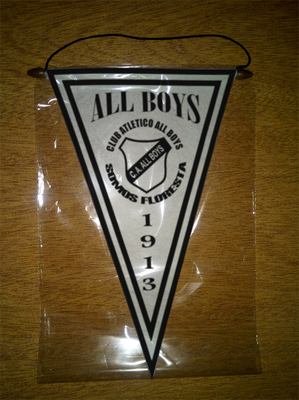 ALL BOYS
CLUB ATLETICO ALL BOYS
C. A. ALL BOYS
SOMOS FLORESTA
1913